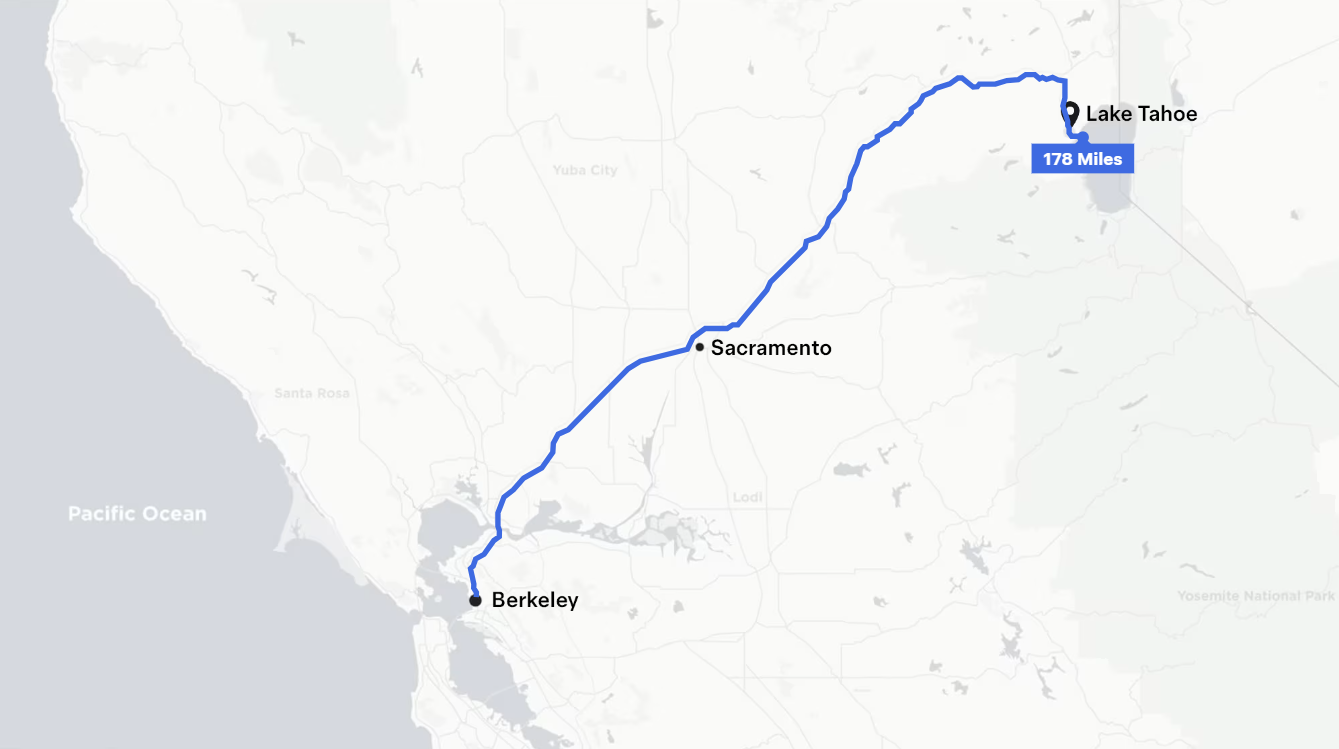 Lake Tahoe
178 Miles
Yuba City
Sacramento
Santa Rosa
Lodi
Pacific Ocean
Berkeley
Yosemite National Park